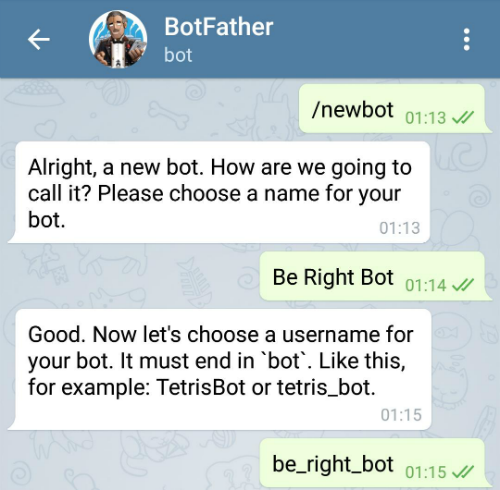 BotFather
bot
/newbot 01:13
Alright, a new bot. How are we going to
call it? Please choose a name for your
bot.
01:13
Be Right Bot 01:14
Good. Now let's choose a username for
your bot. It must end in `bot`. Like this,
for example: TetrisBot or tetris_bot.
01:15
be_right_bot 01:15